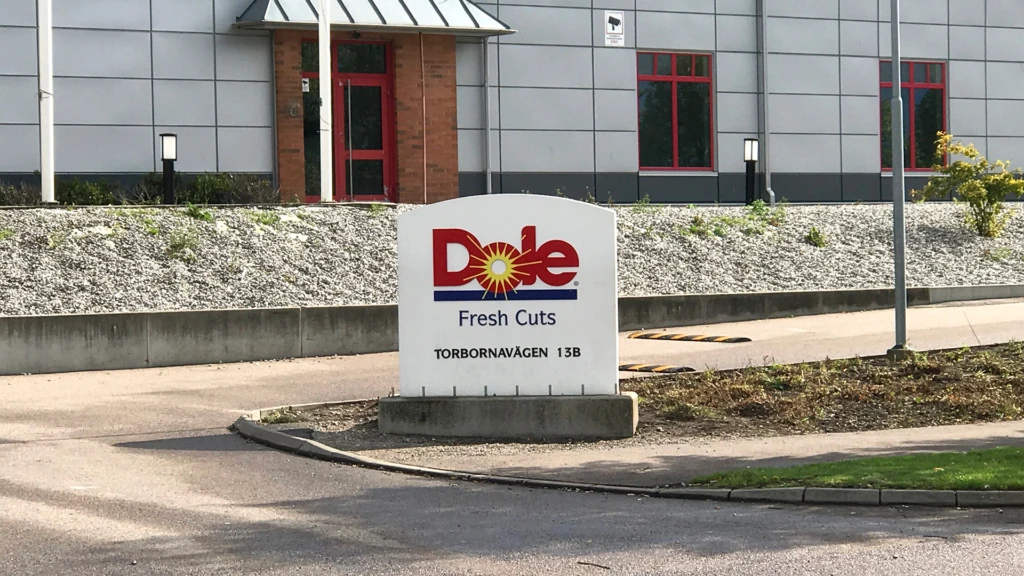 Dole
Fresh Cuts
TORBORNAVÄGEN 13B